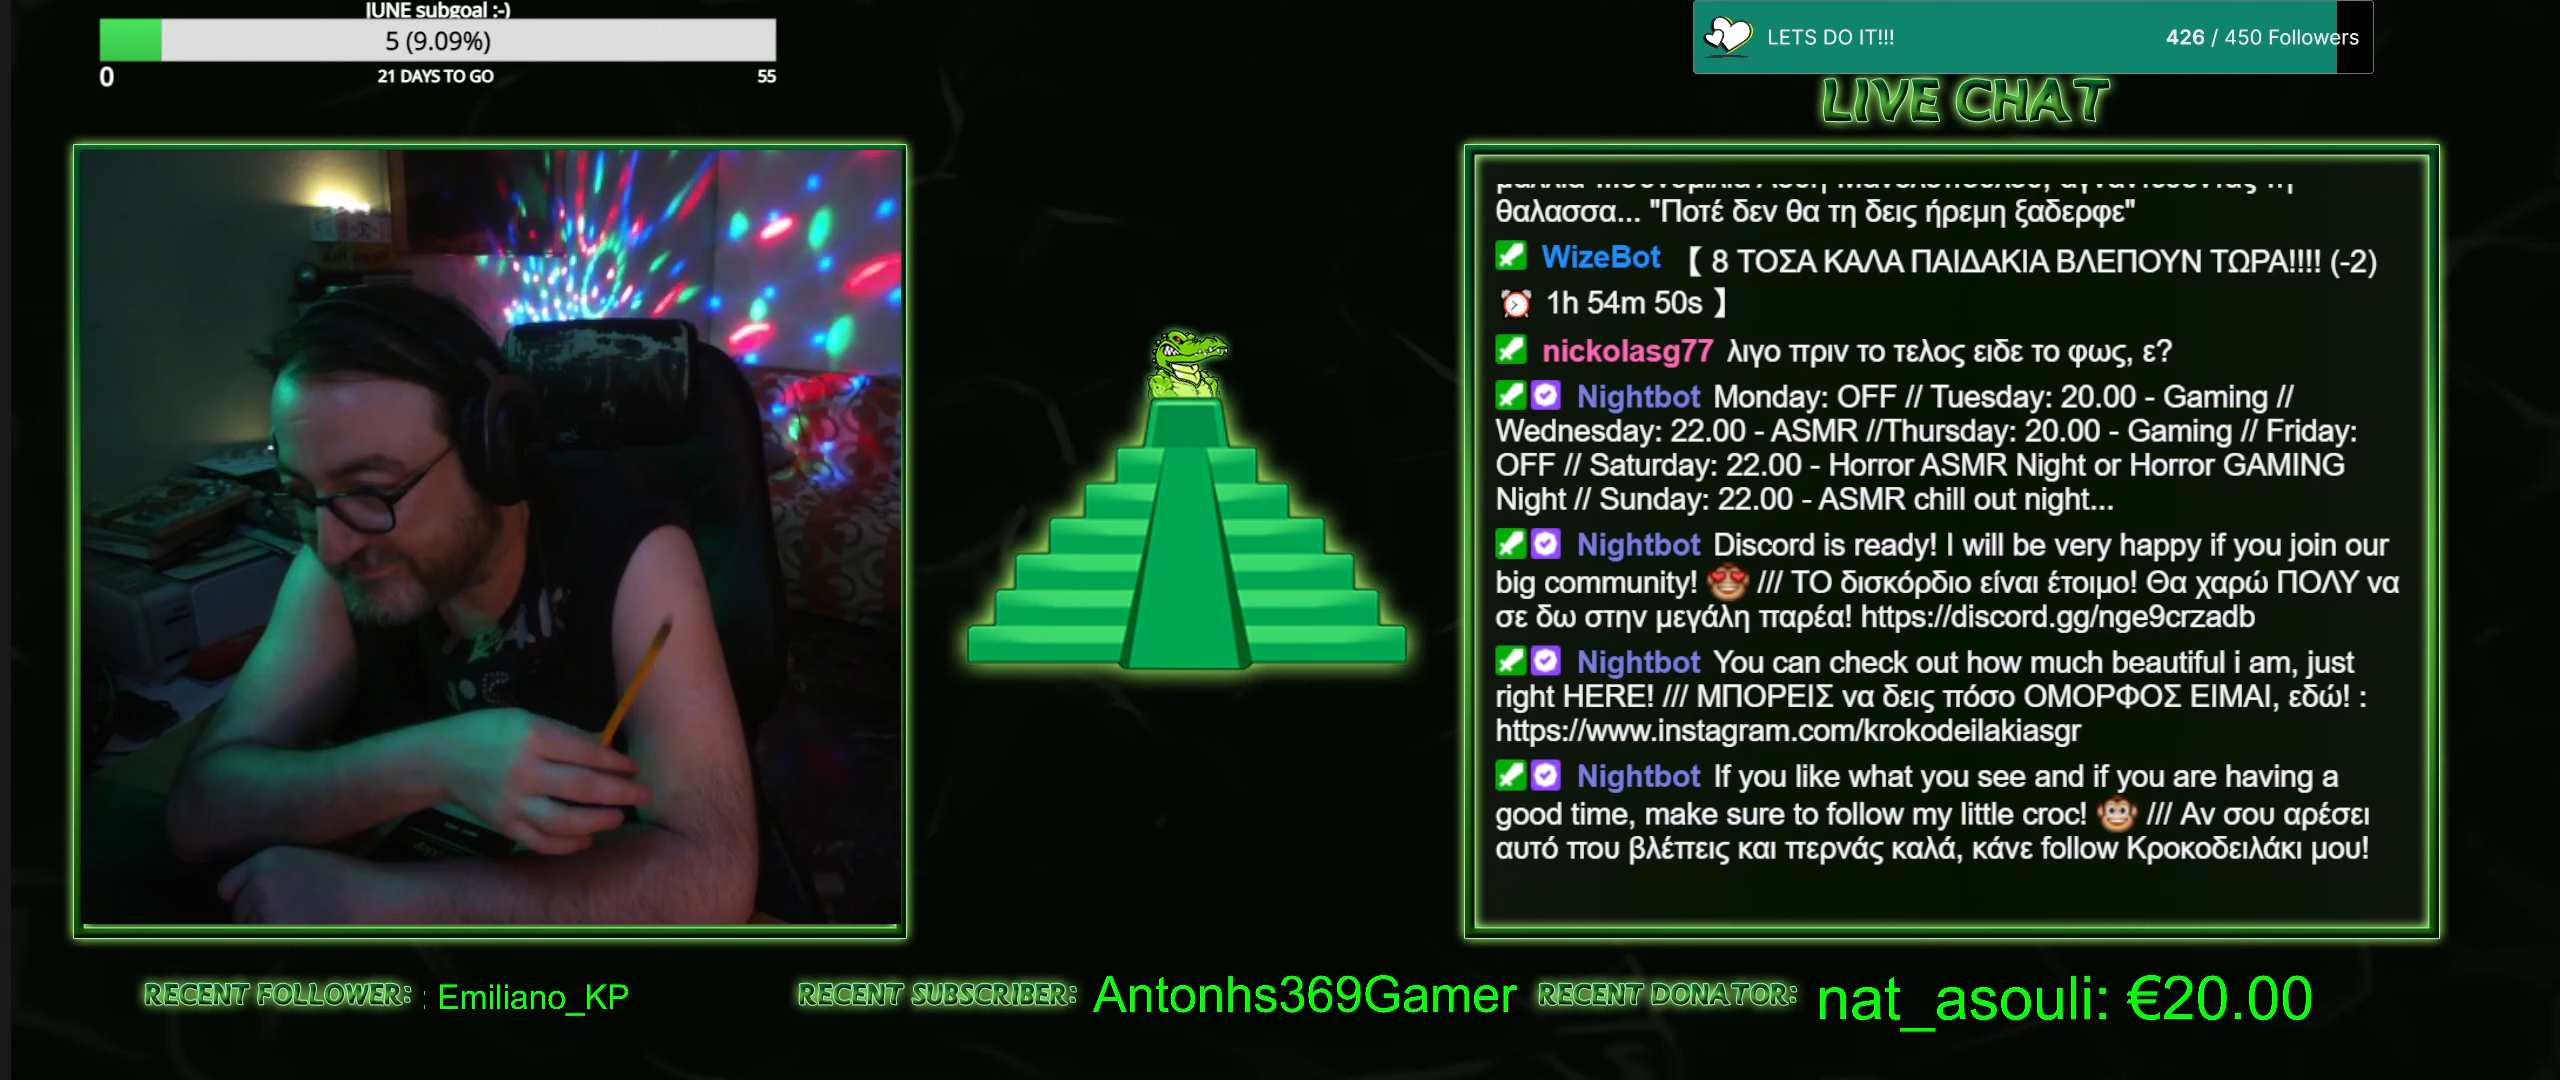 JUNE subgoal :-)
5 (9.09%)
0
21 DAYS TO GO
55
LETS DO IT!!!
426 / 450 Followers
LIVE CHAT
θαλασσα... "Ποτέ δεν θα τη δεις ήρεμη ξαδερφε"
WizeBot 【 8 ΤΟΣΑ ΚΑΛΑ ΠΑΙΔΑΚΙΑ ΒΛΕΠΟΥΝ ΤΩΡΑ!!!! (-2)
⏰ 1h 54m 50s 】
nickolasg77 λιγο πριν το τελος ειδε το φως, ε?
Nightbot Monday: OFF // Tuesday: 20.00 - Gaming //
Wednesday: 22.00 - ASMR //Thursday: 20.00 - Gaming // Friday:
OFF // Saturday: 22.00 - Horror ASMR Night or Horror GAMING
Night // Sunday: 22.00 - ASMR chill out night...
Nightbot Discord is ready! I will be very happy if you join our
big community! /// ΤΟ δισκόρδιο είναι έτοιμο! Θα χαρώ ΠΟΛΥ να
σε δω στην μεγάλη παρέα! https://discord.gg/nge9crzadb
Nightbot You can check out how much beautiful i am, just
right HERE! /// ΜΠΟΡΕΙΣ να δεις πόσο ΟΜΟΡΦΟΣ ΕΙΜΑΙ, εδώ! :
https://www.instagram.com/krokodeilakiasgr
Nightbot If you like what you see and if you are having a
good time, make sure to follow my little croc! /// Αν σου αρέσει
αυτό που βλέπεις και περνάς καλά, κάνε follow Κροκοδειλάκι μου!
RECENT FOLLOWER: : Emiliano_KP
RECENT SUBSCRIBER: Antonhs369Gamer
RECENT DONATOR: nat_asouli: €20.00